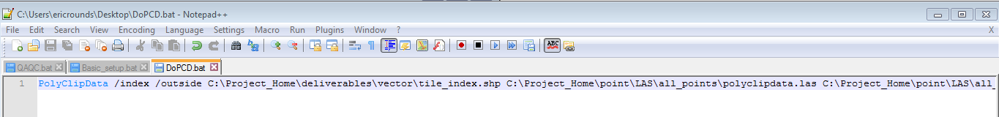 C:\Users\ericrounds\Desktop\DoPCD.bat - Notepad++
File Edit Search View Encoding Language Settings Macro Run Plugins Window ? X
ABC
QAQC.bat Basic_setup.bat DoPCD.bat
1 PolyClipData /index /outside C:\Project_Home\deliverables\vector\tile_index.shp C:\Project_Home\point\LAS\all_points\polyclipdata.las C:\Project_Home\point\LAS\all_